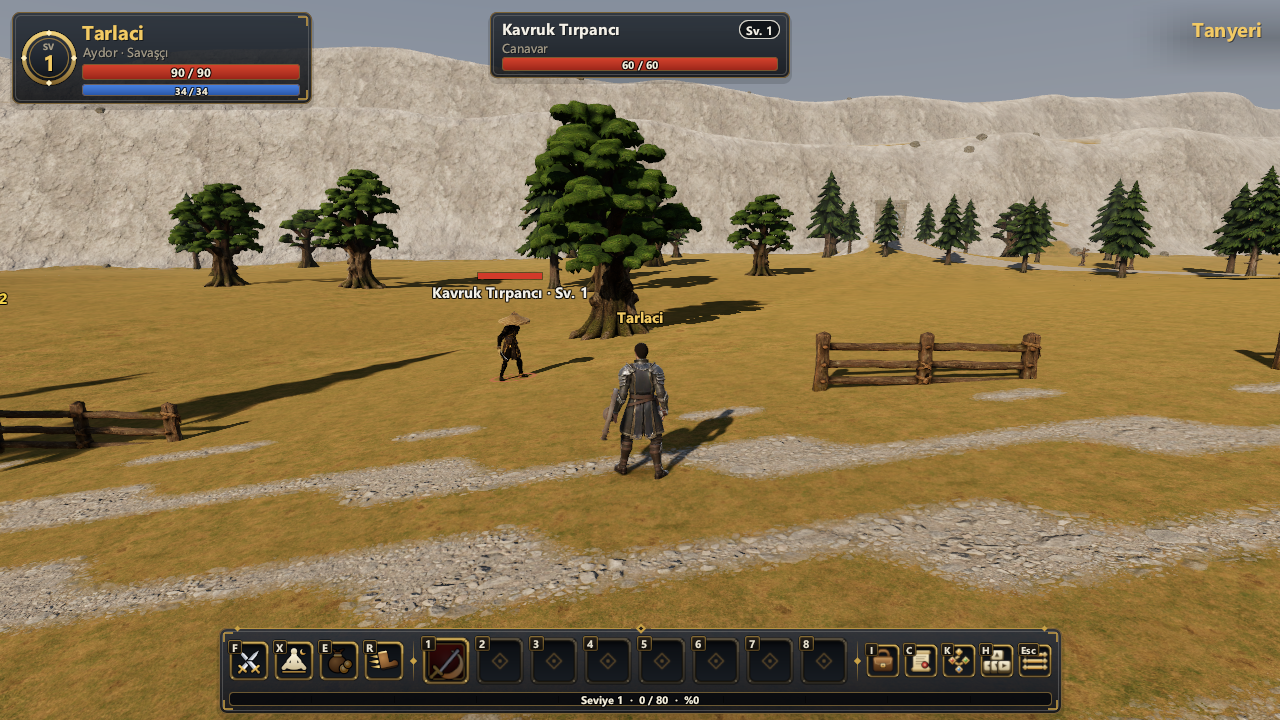 SV
1
Tarlaci
Aydor · Savaşçı
90 / 90
34 / 34
Kavruk Tırpancı
Sv. 1
Canavar
60 / 60
Tanyeri
2
Kavruk Tırpancı · Sv. 1
Tarlaci
F X E R 1 2 3 4 5 6 7 8 I C K H Esc
Seviye 1 · 0 / 80 · %0